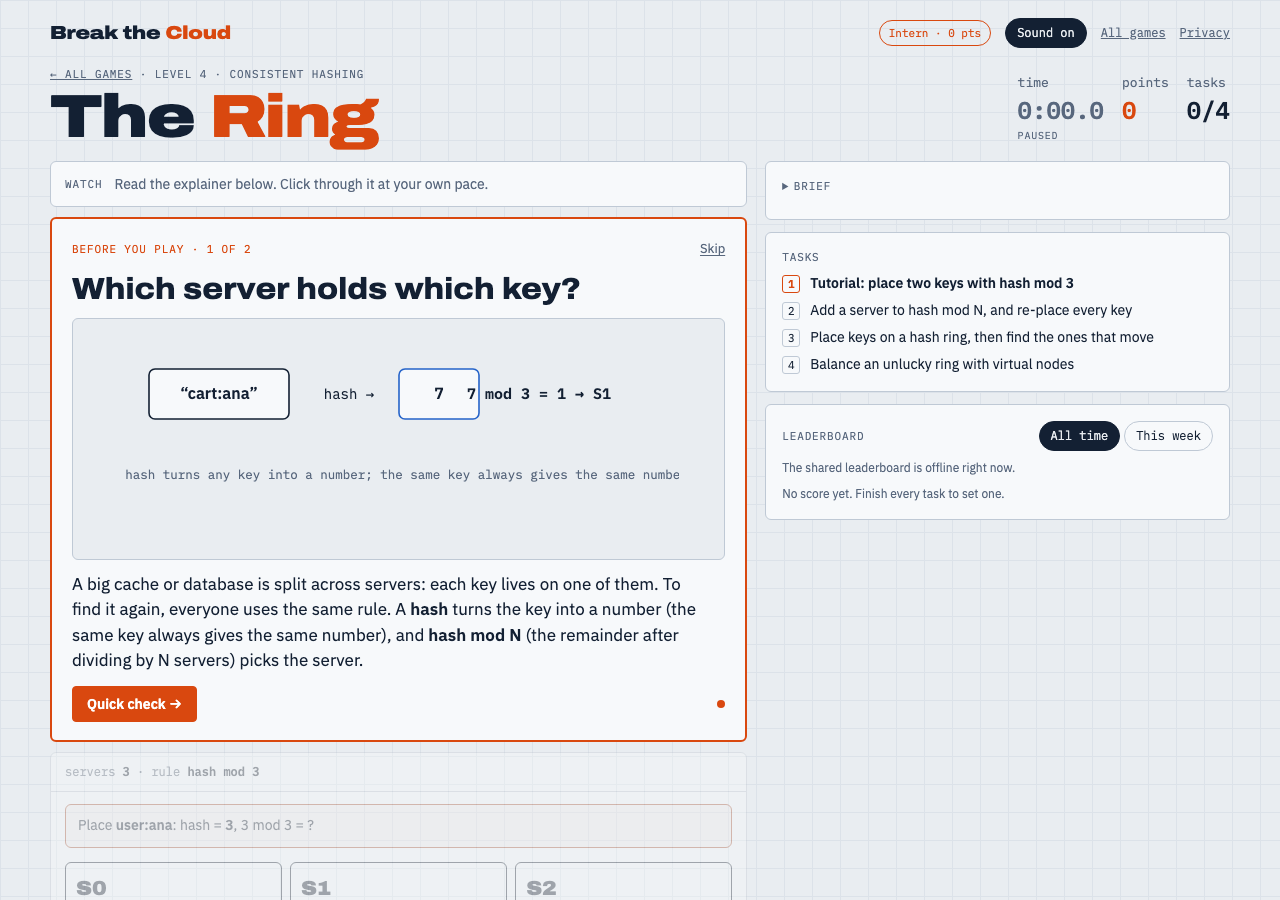 Break the Cloud
Intern · 0 pts
Sound on
All games
Privacy
← ALL GAMES · LEVEL 4 · CONSISTENT HASHING
The Ring
time
0:00.0
PAUSED
points
0
tasks
0/4
WATCH Read the explainer below. Click through it at your own pace.
BEFORE YOU PLAY · 1 OF 2
Skip
Which server holds which key?
“cart:ana”
hash →
7
7 mod 3 = 1 → S1
hash turns any key into a number; the same key always gives the same numbe
A big cache or database is split across servers: each key lives on one of them. To
find it again, everyone uses the same rule. A hash turns the key into a number (the
same key always gives the same number), and hash mod N (the remainder after
dividing by N servers) picks the server.
Quick check →
servers 3 · rule hash mod 3
Place user:ana: hash = 3, 3 mod 3 = ?
S0
S1
S2
▶ BRIEF
TASKS
1 Tutorial: place two keys with hash mod 3
2 Add a server to hash mod N, and re-place every key
3 Place keys on a hash ring, then find the ones that move
4 Balance an unlucky ring with virtual nodes
LEADERBOARD
All time
This week
The shared leaderboard is offline right now.
No score yet. Finish every task to set one.